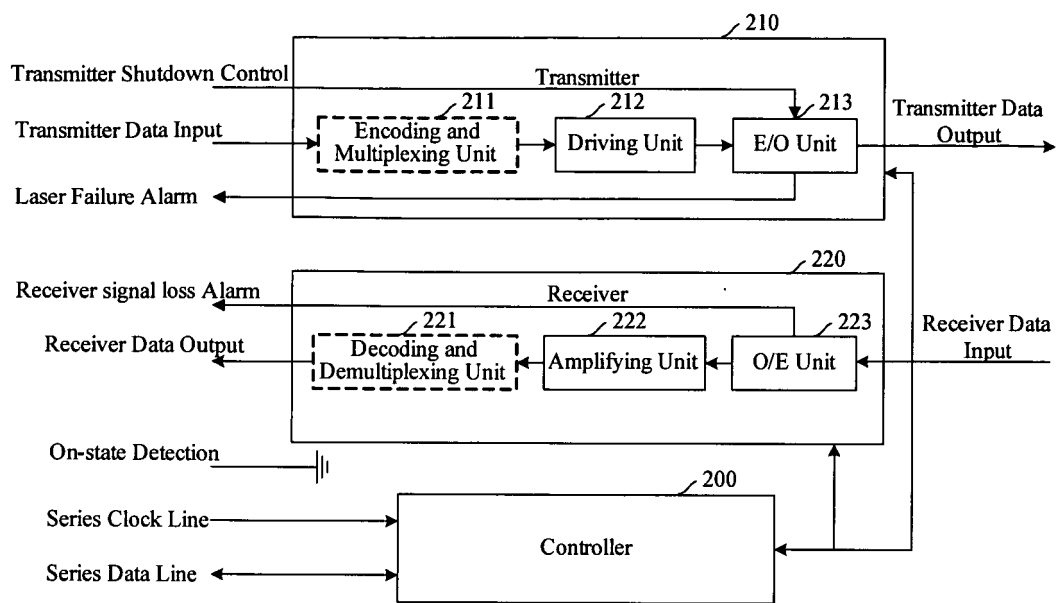 210
Transmitter Shutdown Control
Transmitter
211
212
213
Transmitter Data
Output
Transmitter Data Input
Encoding and
Multiplexing Unit
Driving Unit
E/O Unit
Laser Failure Alarm
220
Receiver signal loss Alarm
Receiver
221
222
223
Receiver Data
Input
Receiver Data Output
Decoding and
Demultiplexing Unit
Amplifying Unit
O/E Unit
On-state Detection
200
Series Clock Line
Controller
Series Data Line